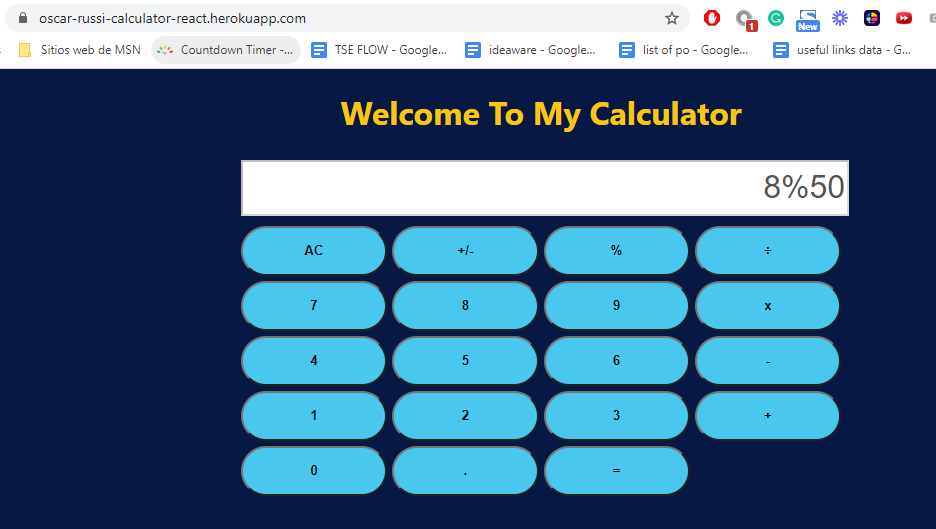 oscar-russi-calculator-react.herokuapp.com
1
New
Sitios web de MSN Countdown Timer -... TSE FLOW - Google... ideaware - Google... list of po - Google... useful links data - G...
Welcome To My Calculator
8%50
AC +/- % ÷
7 8 9 x
4 5 6 -
1 2 3 +
0 . =